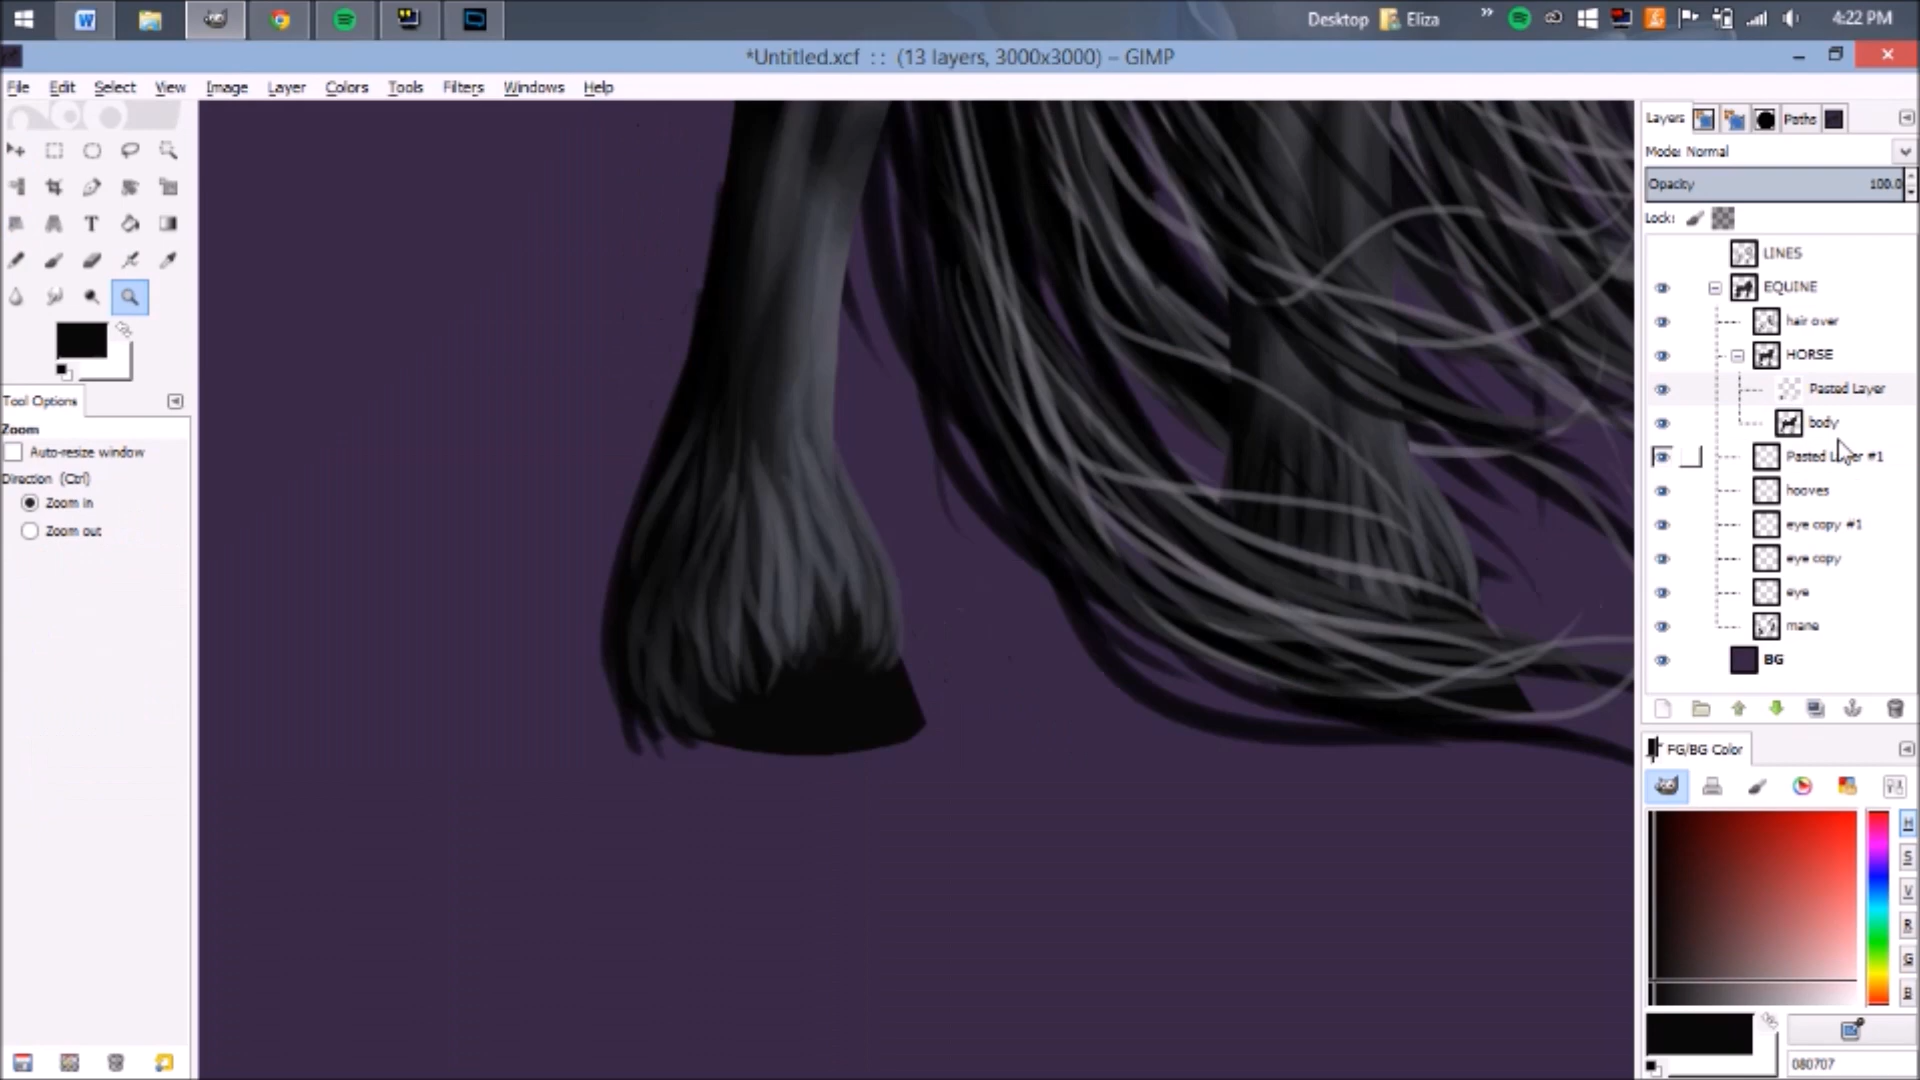 Desktop Eliza » 4:22 PM
*Untitled.xcf :: (13 layers, 3000x3000) – GIMP
File Edit Select View Image Layer Colors Tools Filters Windows Help
Layers Paths
Mode: Normal
Opacity 100.0
Lock:
LINES
EQUINE
hair over
HORSE
Pasted Layer
body
Pasted Layer #1
hooves
eye copy #1
eye copy
eye
mane
BG
Tool Options
Zoom
Auto-resize window
Direction (Ctrl)
Zoom in
Zoom out
FG/BG Color
H
S
V
R
G
B
080707